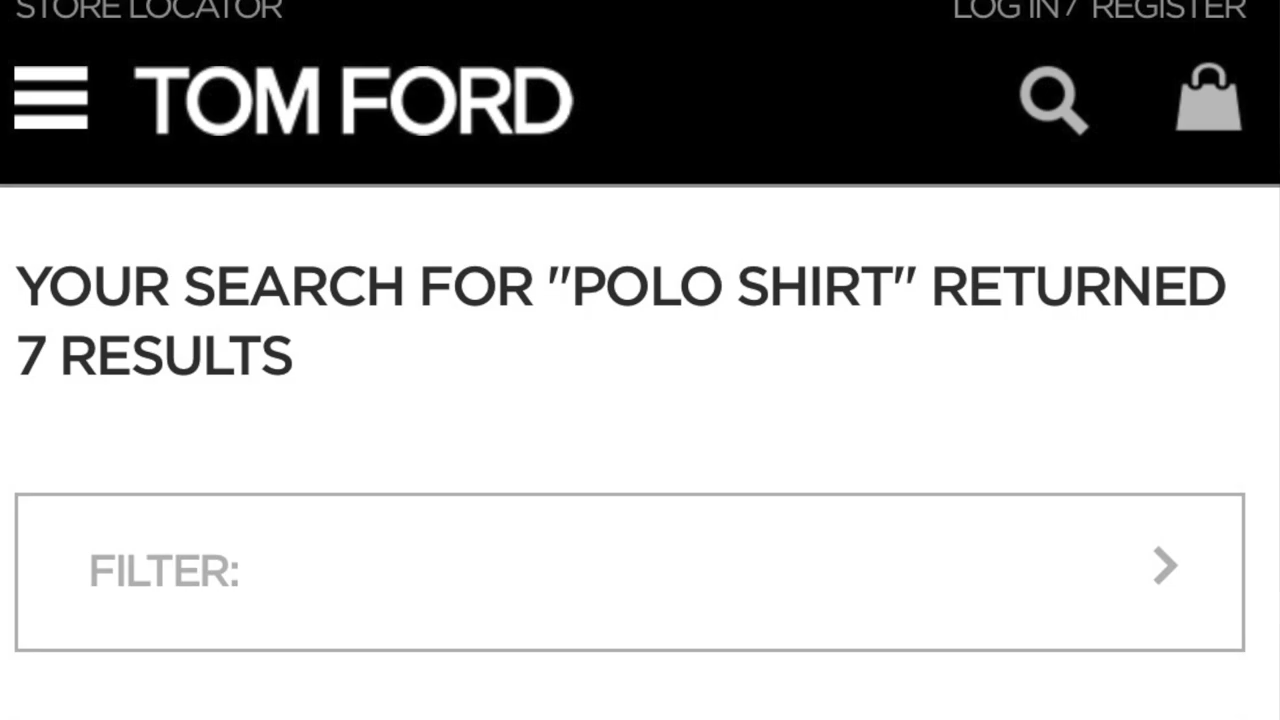 STORE LOCATOR
LOG IN / REGISTER
TOM FORD
YOUR SEARCH FOR "POLO SHIRT" RETURNED
7 RESULTS
FILTER: